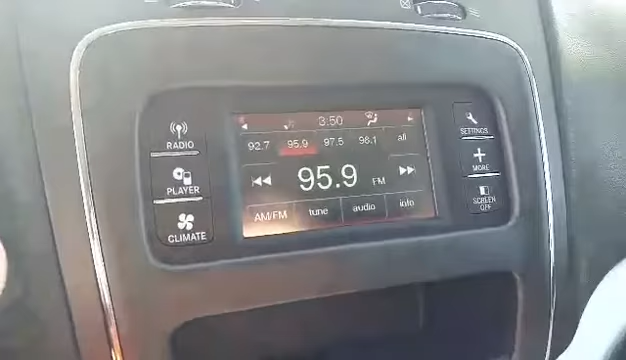 3:50
92.7 95.9 97.5 98.1 all
95.9 FM
AM/FM tune audio info
RADIO
PLAYER
CLIMATE
SETTINGS
MORE
SCREEN
OFF